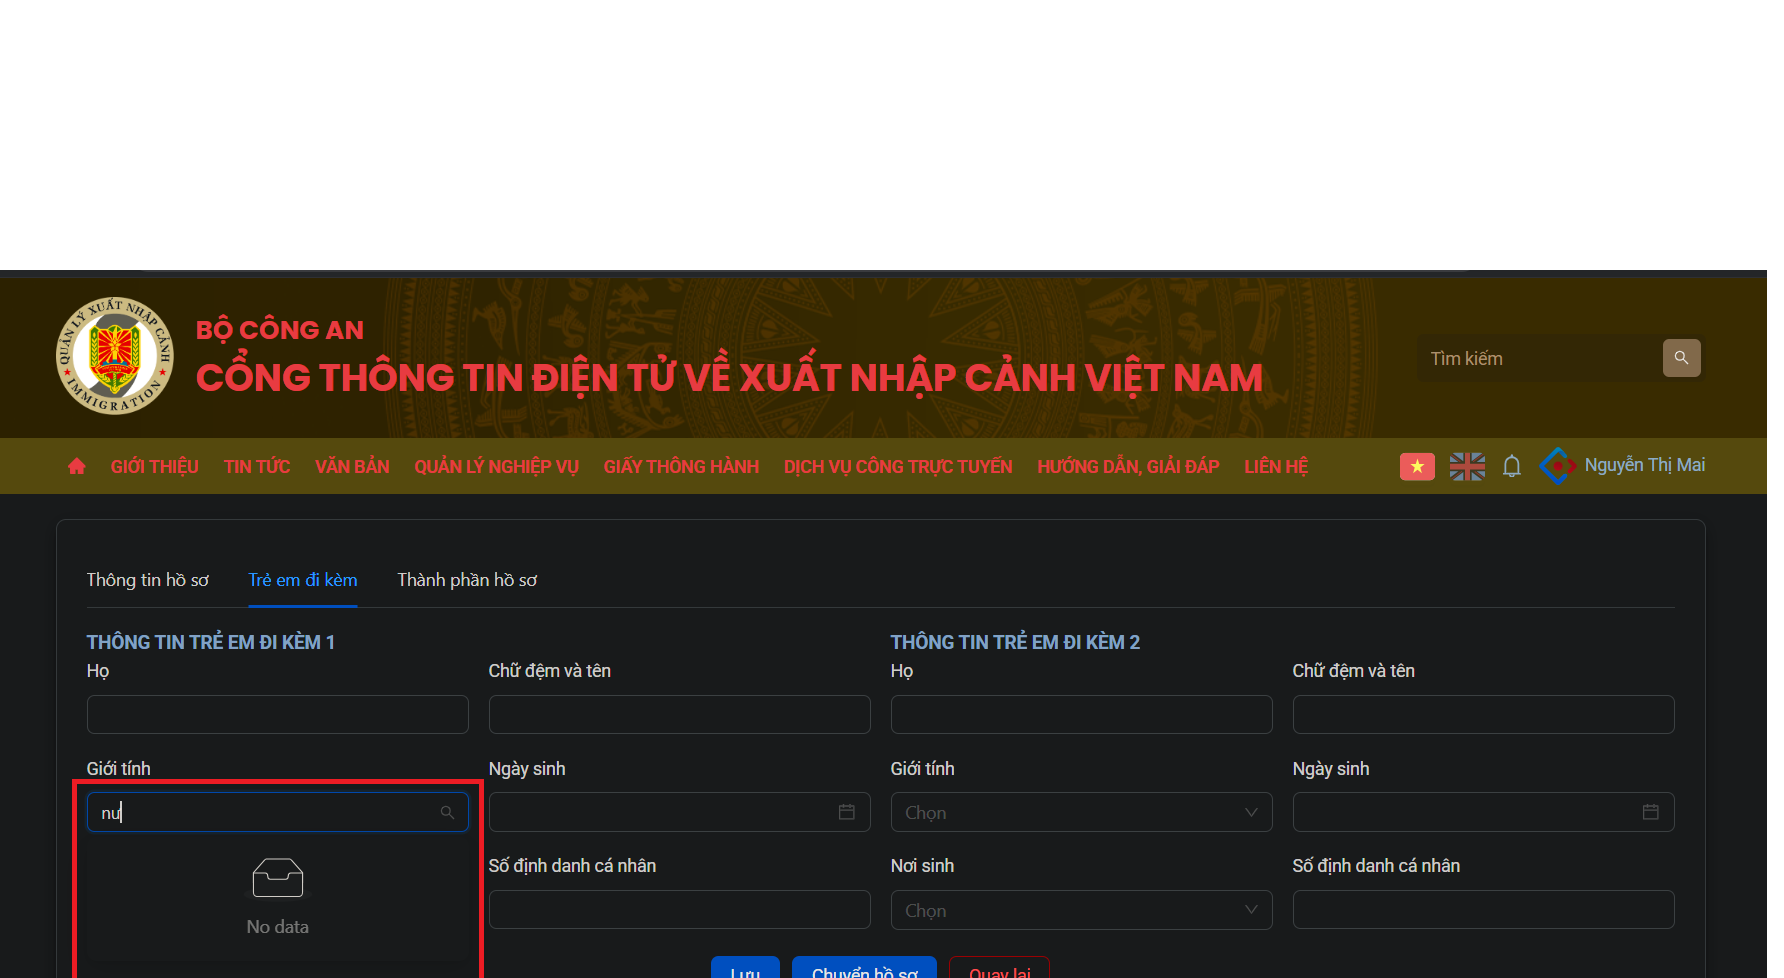 QUẢN LÝ XUẤT NHẬP CẢNH
IMMIGRATION
BỘ CÔNG AN
CỔNG THÔNG TIN ĐIỆN TỬ VỀ XUẤT NHẬP CẢNH VIỆT NAM
Tìm kiếm
GIỚI THIỆU TIN TỨC VĂN BẢN QUẢN LÝ NGHIỆP VỤ GIẤY THÔNG HÀNH DỊCH VỤ CÔNG TRỰC TUYẾN HƯỚNG DẪN, GIẢI ĐÁP LIÊN HỆ Nguyễn Thị Mai
Thông tin hồ sơ Trẻ em đi kèm Thành phần hồ sơ
THÔNG TIN TRẺ EM ĐI KÈM 1 THÔNG TIN TRẺ EM ĐI KÈM 2
Họ Chữ đệm và tên Họ Chữ đệm và tên
Giới tính Ngày sinh Giới tính Ngày sinh
nư Chọn
Số định danh cá nhân Nơi sinh Số định danh cá nhân
Chọn
No data
Lưu Chuyển hồ sơ Quay lại